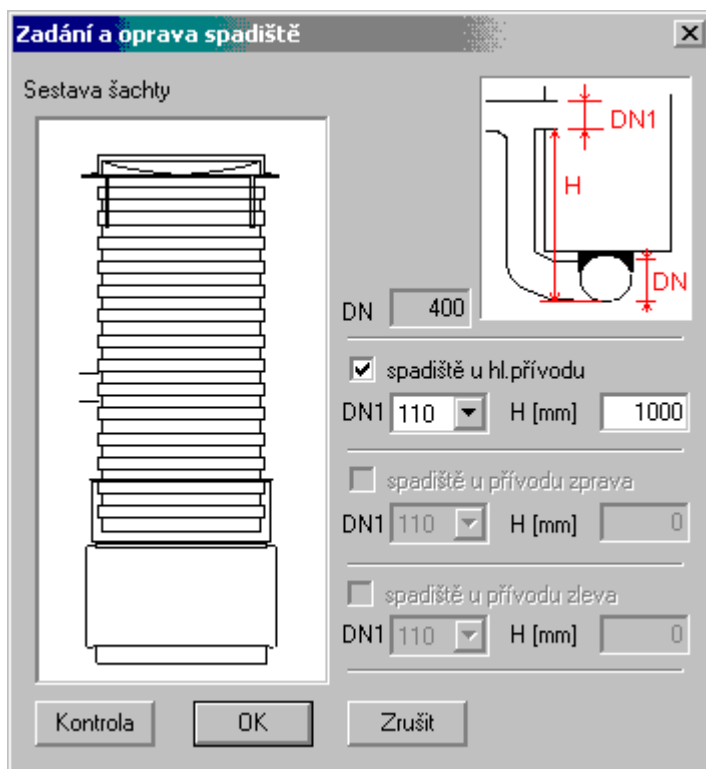 Zadání a oprava spadiště
Sestava šachty
DN1
H
DN
DN 400
spadiště u hl.přívodu
DN1 110 H [mm] 1000
spadiště u přívodu zprava
DN1 110 H [mm] 0
spadiště u přívodu zleva
DN1 110 H [mm] 0
Kontrola OK Zrušit